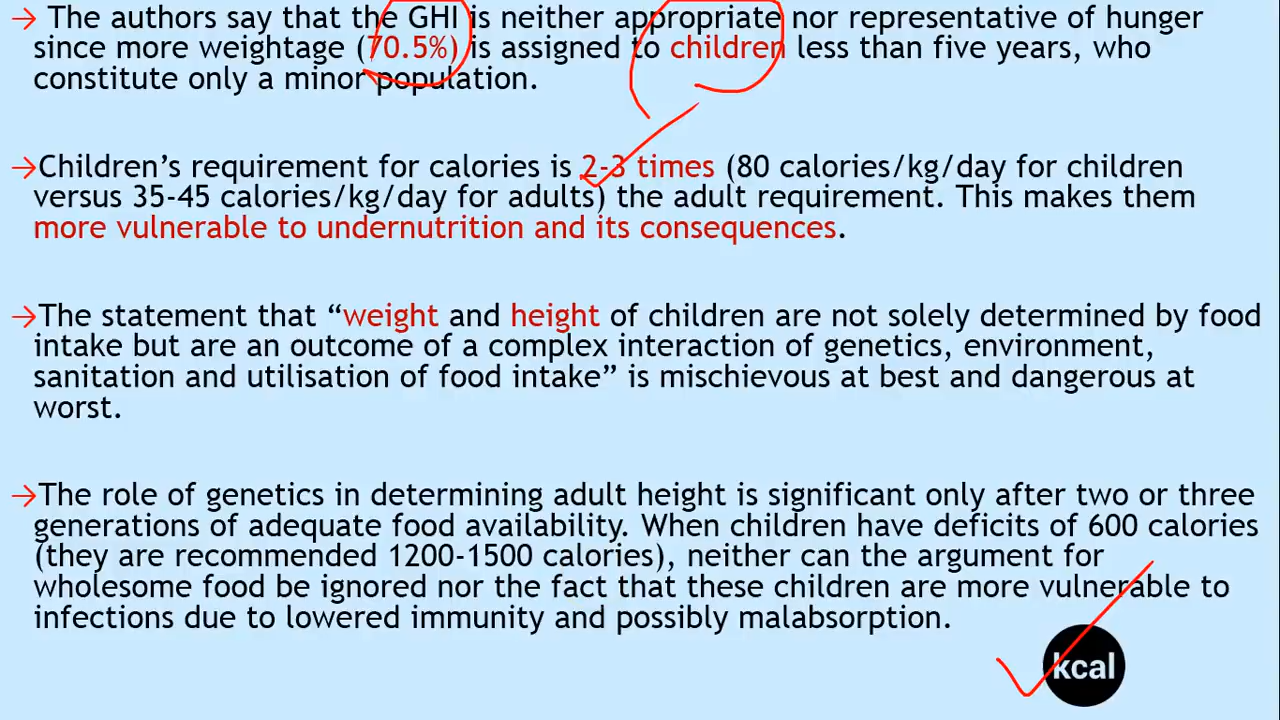 → The authors say that the GHI is neither appropriate nor representative of hunger
since more weightage (70.5%) is assigned to children less than five years, who
constitute only a minor population.
→Children’s requirement for calories is 2-3 times (80 calories/kg/day for children
versus 35-45 calories/kg/day for adults) the adult requirement. This makes them
more vulnerable to undernutrition and its consequences.
→The statement that “weight and height of children are not solely determined by food
intake but are an outcome of a complex interaction of genetics, environment,
sanitation and utilisation of food intake” is mischievous at best and dangerous at
worst.
→The role of genetics in determining adult height is significant only after two or three
generations of adequate food availability. When children have deficits of 600 calories
(they are recommended 1200-1500 calories), neither can the argument for
wholesome food be ignored nor the fact that these children are more vulnerable to
infections due to lowered immunity and possibly malabsorption.
kcal